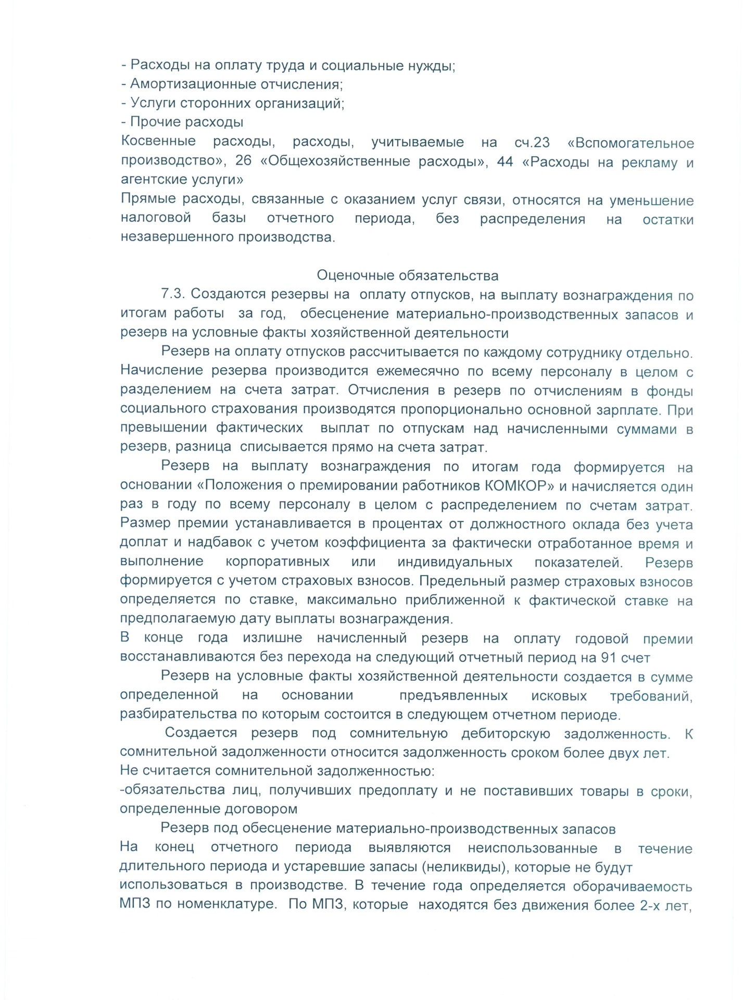 - Расходы на оплату труда и социальные нужды;
- Амортизационные отчисления;
- Услуги сторонних организаций;
- Прочие расходы
Косвенные расходы, расходы, учитываемые на сч.23 «Вспомогательное
производство», 26 «Общехозяйственные расходы», 44 «Расходы на рекламу и
агентские услуги»
Прямые расходы, связанные с оказанием услуг связи, относятся на уменьшение
налоговой базы отчетного периода, без распределения на остатки
незавершенного производства.
Оценочные обязательства
7.3. Создаются резервы на оплату отпусков, на выплату вознаграждения по
итогам работы за год, обесценение материально-производственных запасов и
резерв на условные факты хозяйственной деятельности
Резерв на оплату отпусков рассчитывается по каждому сотруднику отдельно.
Начисление резерва производится ежемесячно по всему персоналу в целом с
разделением на счета затрат. Отчисления в резерв по отчислениям в фонды
социального страхования производятся пропорционально основной зарплате. При
превышении фактических выплат по отпускам над начисленными суммами в
резерв, разница списывается прямо на счета затрат.
Резерв на выплату вознаграждения по итогам года формируется на
основании «Положения о премировании работников КОМКОР» и начисляется один
раз в году по всему персоналу в целом с распределением по счетам затрат.
Размер премии устанавливается в процентах от должностного оклада без учета
доплат и надбавок с учетом коэффициента за фактически отработанное время и
выполнение корпоративных или индивидуальных показателей. Резерв
формируется с учетом страховых взносов. Предельный размер страховых взносов
определяется по ставке, максимально приближенной к фактической ставке на
предполагаемую дату выплаты вознаграждения.
В конце года излишне начисленный резерв на оплату годовой премии
восстанавливаются без перехода на следующий отчетный период на 91 счет
Резерв на условные факты хозяйственной деятельности создается в сумме
определенной на основании предъявленных исковых требований,
разбирательства по которым состоится в следующем отчетном периоде.
Создается резерв под сомнительную дебиторскую задолженность. К
сомнительной задолженности относится задолженность сроком более двух лет.
Не считается сомнительной задолженностью:
-обязательства лиц, получивших предоплату и не поставивших товары в сроки,
определенные договором
Резерв под обесценение материально-производственных запасов
На конец отчетного периода выявляются неиспользованные в течение
длительного периода и устаревшие запасы (неликвиды), которые не будут
использоваться в производстве. В течение года определяется оборачиваемость
МПЗ по номенклатуре. По МПЗ, которые находятся без движения более 2-х лет,